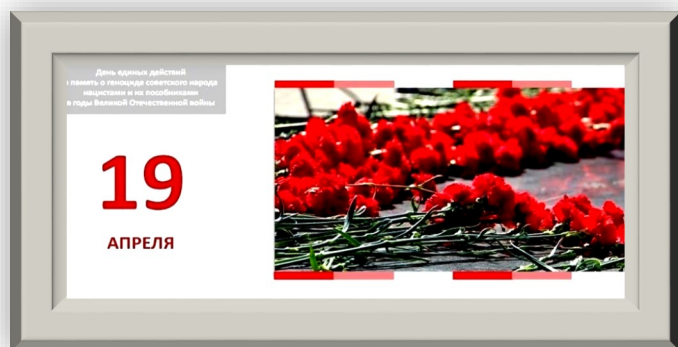 День единых действий
память о геноциде советского народа
нацистами и их пособниками
в годы Великой Отечественной войны
19
АПРЕЛЯ